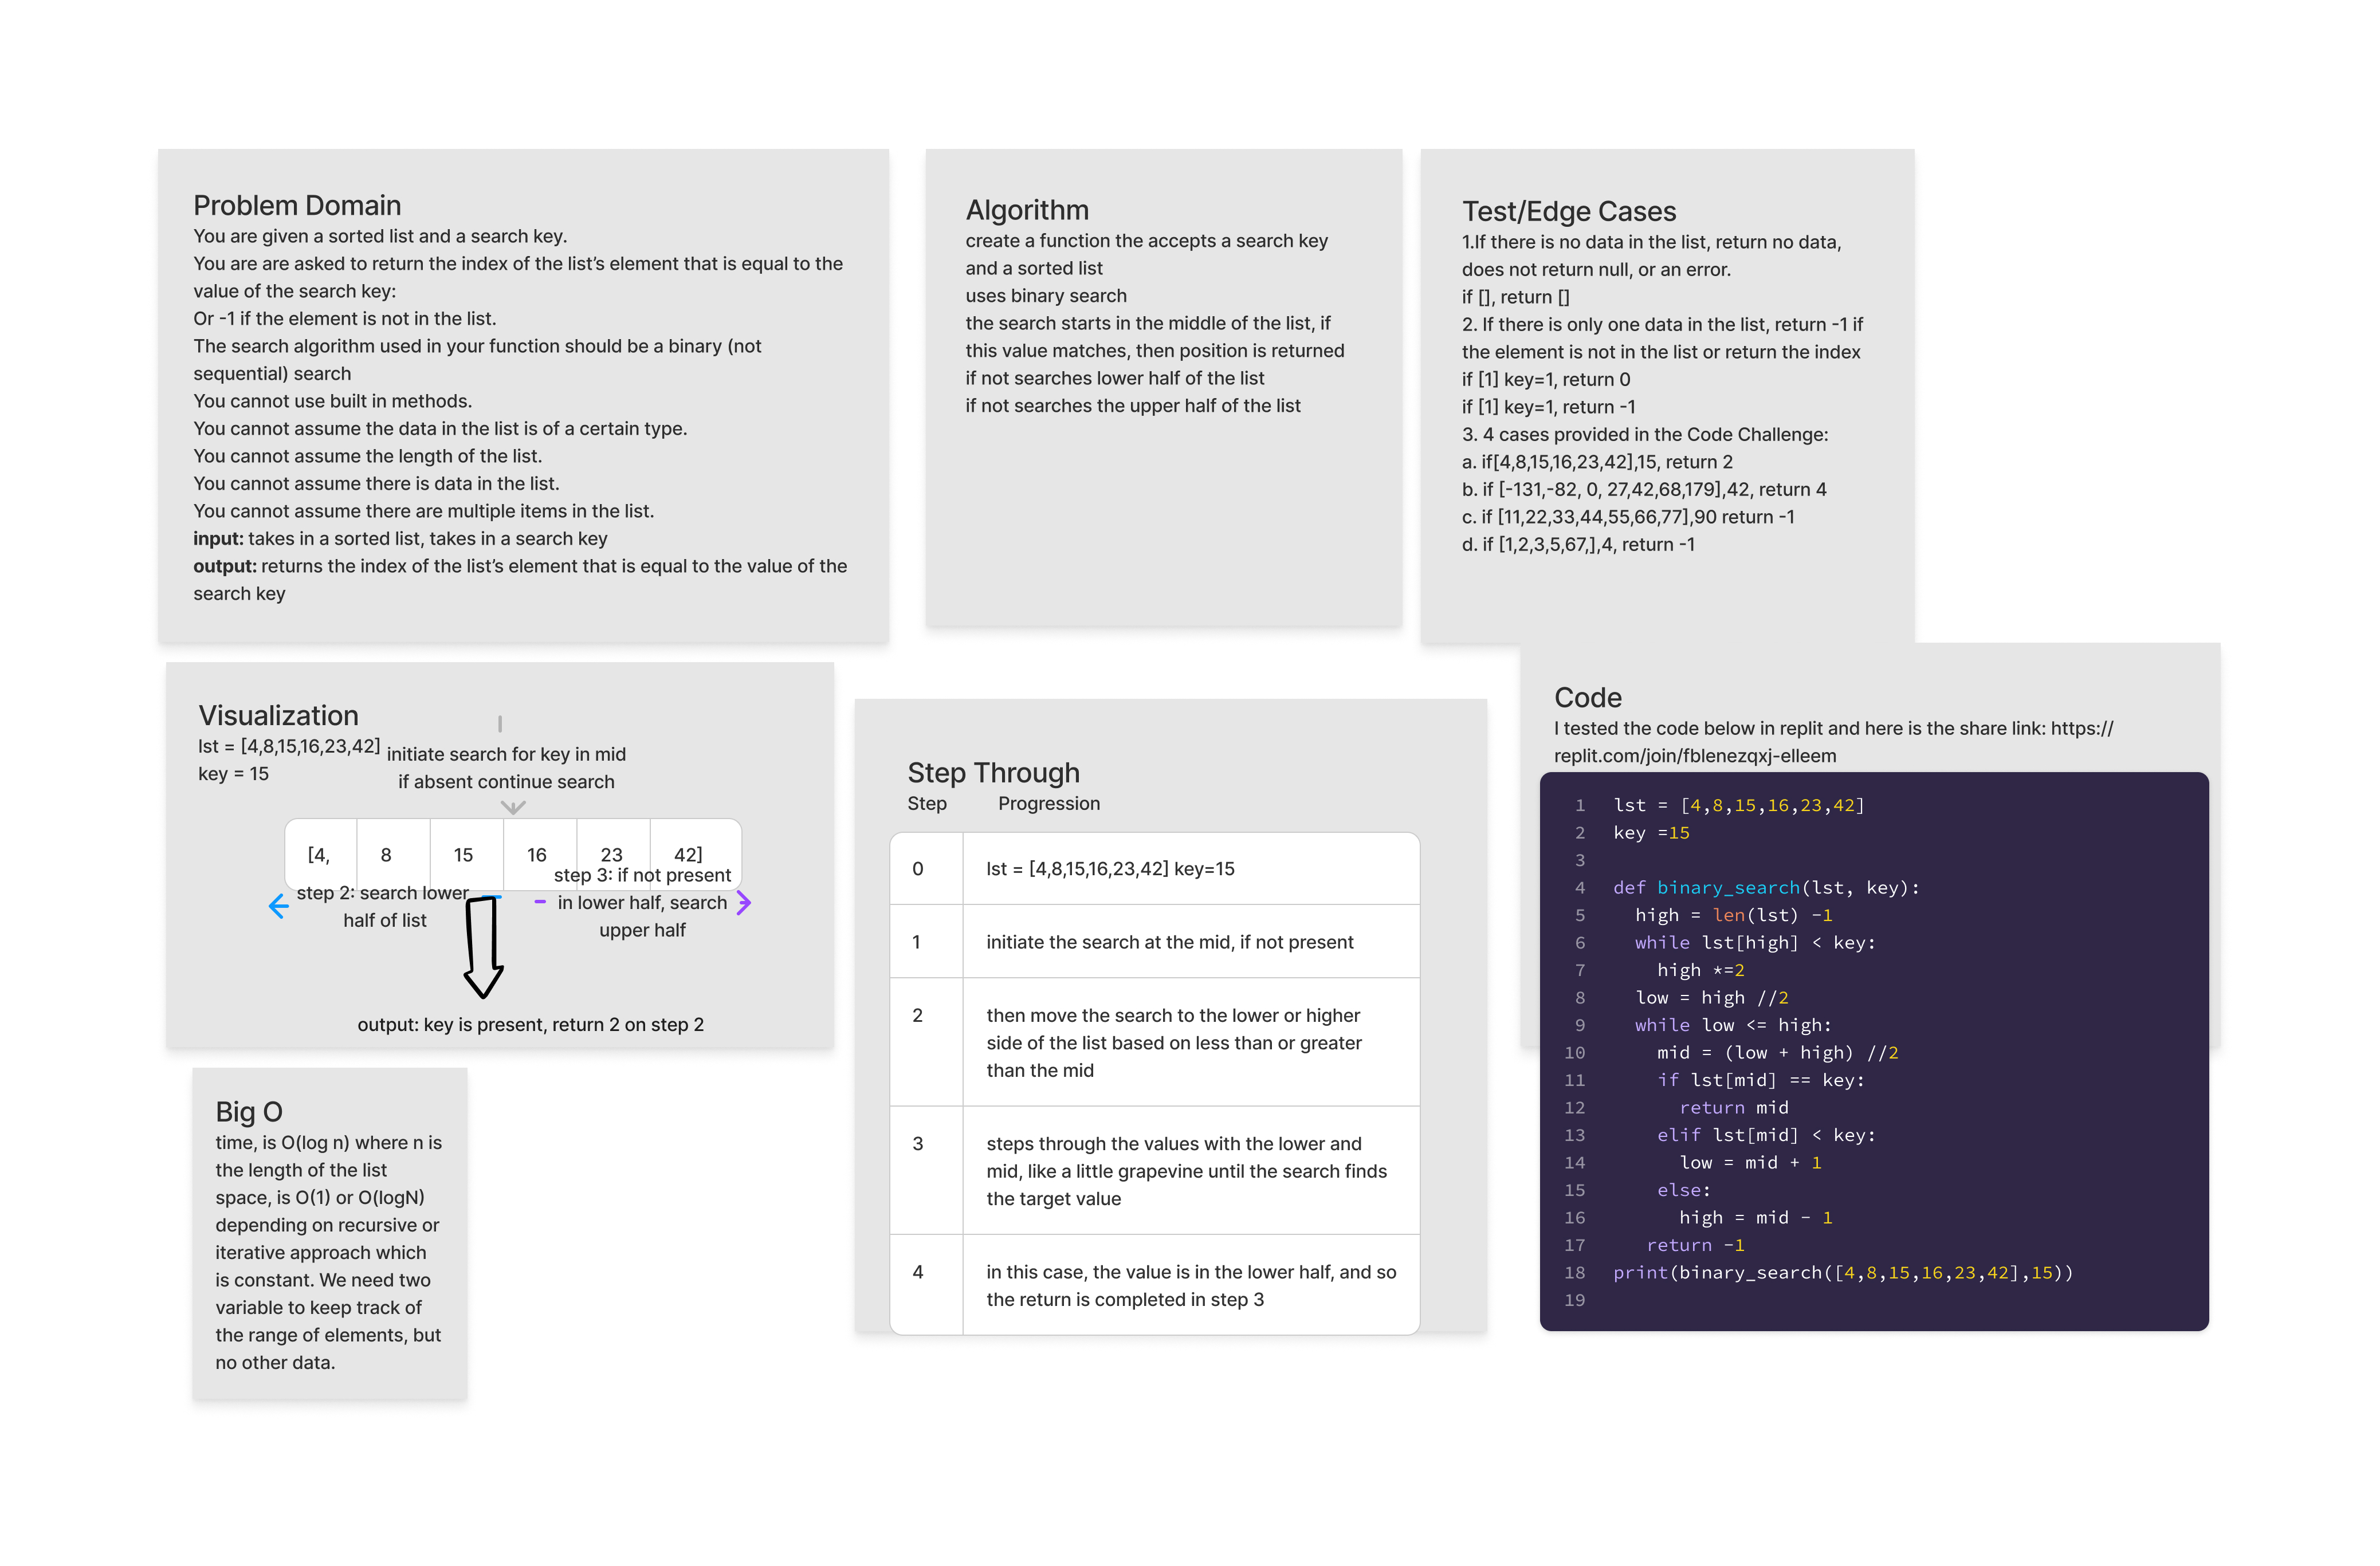 Problem Domain
You are given a sorted list and a search key.
You are are asked to return the index of the list’s element that is equal to the
value of the search key:
Or -1 if the element is not in the list.
The search algorithm used in your function should be a binary (not
sequential) search
You cannot use built in methods.
You cannot assume the data in the list is of a certain type.
You cannot assume the length of the list.
You cannot assume there is data in the list.
You cannot assume there are multiple items in the list.
input: takes in a sorted list, takes in a search key
output: returns the index of the list’s element that is equal to the value of the
search key
Algorithm
create a function the accepts a search key
and a sorted list
uses binary search
the search starts in the middle of the list, if
this value matches, then position is returned
if not searches lower half of the list
if not searches the upper half of the list
Test/Edge Cases
1.If there is no data in the list, return no data,
does not return null, or an error.
if [], return []
2. If there is only one data in the list, return -1 if
the element is not in the list or return the index
if [1] key=1, return 0
if [1] key=1, return -1
3. 4 cases provided in the Code Challenge:
a. if[4,8,15,16,23,42],15, return 2
b. if [-131,-82, 0, 27,42,68,179],42, return 4
c. if [11,22,33,44,55,66,77],90 return -1
d. if [1,2,3,5,67,],4, return -1
Visualization
lst = [4,8,15,16,23,42]
key = 15
initiate search for key in mid
if absent continue search
[4, 8 15 16 23 42]
step 2: search lower
half of list
step 3: if not present
in lower half, search
upper half
output: key is present, return 2 on step 2
Big O
time, is O(log n) where n is
the length of the list
space, is O(1) or O(logN)
depending on recursive or
iterative approach which
is constant. We need two
variable to keep track of
the range of elements, but
no other data.
Step Through
Step Progression
0 lst = [4,8,15,16,23,42] key=15
1 initiate the search at the mid, if not present
2 then move the search to the lower or higher
side of the list based on less than or greater
than the mid
3 steps through the values with the lower and
mid, like a little grapevine until the search finds
the target value
4 in this case, the value is in the lower half, and so
the return is completed in step 3
Code
I tested the code below in replit and here is the share link: https://
replit.com/join/fblenezqxj-elleem
1 lst = [4,8,15,16,23,42]
2 key =15
3
4 def binary_search(lst, key):
5 high = len(lst) -1
6 while lst[high] < key:
7 high *=2
8 low = high //2
9 while low <= high:
10 mid = (low + high) //2
11 if lst[mid] == key:
12 return mid
13 elif lst[mid] < key:
14 low = mid + 1
15 else:
16 high = mid - 1
17 return -1
18 print(binary_search([4,8,15,16,23,42],15))
19